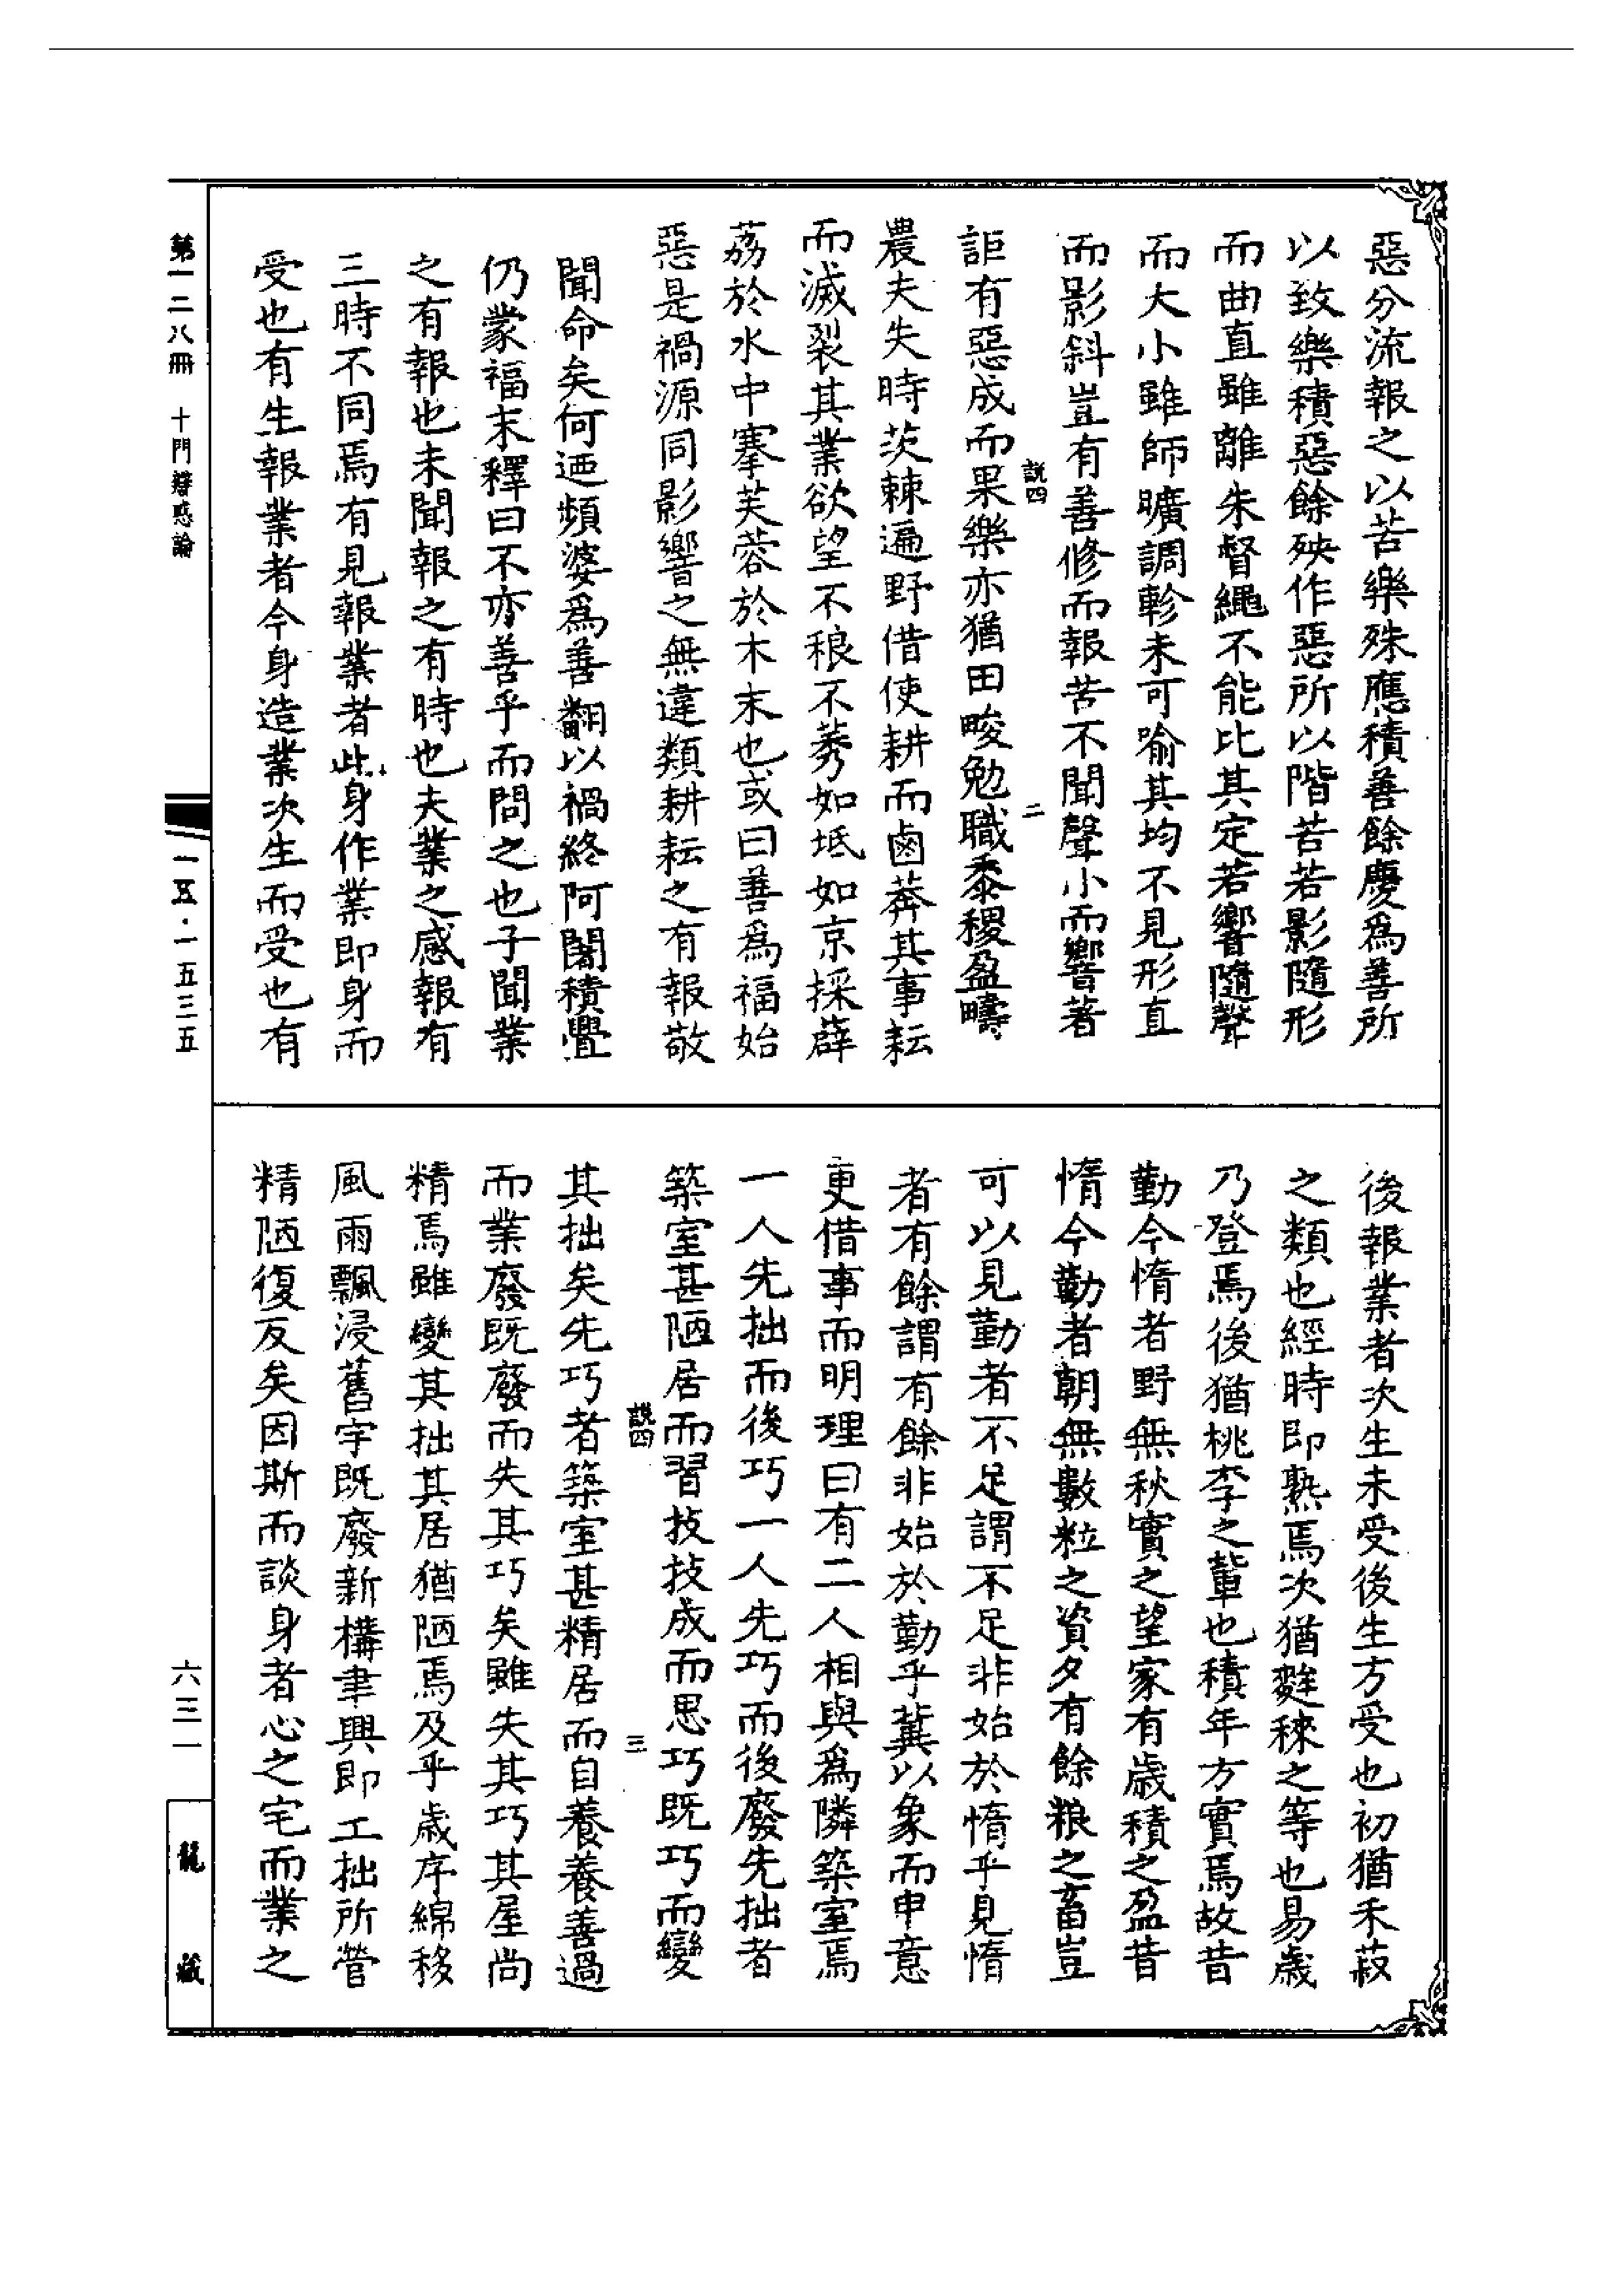 惡分流報之以苦樂殊應積善餘慶為善所
以致樂積惡餘殃作惡所以階苦若影隨形
而曲直雖離朱督繩不能比其定若響隨聲
而大小雖師曠調軫未可喻其均不見形直
而影斜豈有善修而報苦不聞聲小而響著
説四 二
詎有惡成而果樂亦猶田畯勉職黍稷盈疇
農夫失時茨棘遍野借使耕而鹵莽其事耘
而滅裂其業欲望不稂不莠如坻如京採薜
荔於水中搴芙蓉於木末也或曰善為福始
惡是禍源同影響之無違類耕耘之有報敬
聞命矣何迺頻婆為善翻以禍終阿闍積釁
仍蒙福末釋曰不亦善乎而問之也子聞業
之有報也未聞報之有時也夫業之感報有
三時不同焉有見報業者此身作業即身而
受也有生報業者今身造業次生而受也有
後報業者次生未受後生方受也初猶禾菽
之類也經時即熟焉次猶麰秾之等也易歲
乃登焉後猶桃李之輩也積年方實焉故昔
勤今惰者野無秋實之望家有歲積之盈昔
惰今勤者朝無數粒之資夕有餘粮之畜豈
可以見勤者不足謂不足非始於惰乎見惰
者有餘謂有餘非始於勤乎冀以象而申意
更借事而明理曰有二人相與為隣築室焉
一人先拙而後巧一人先巧而後廢先拙者
築室甚陋居而習技技成而思巧既巧而變
説四 三
其拙矣先巧者築室甚精居而自養養善過
而業廢既廢而失其巧矣雖失其巧其屋尚
精焉雖變其拙其居猶陋焉及乎歲序綿移
風雨飄浸舊宇既廢新構聿興即工拙所營
精陋復反矣因斯而談身者心之宅而業之
第一二八冊 十門辯惑論
一五·一五三五
六三一
龍藏